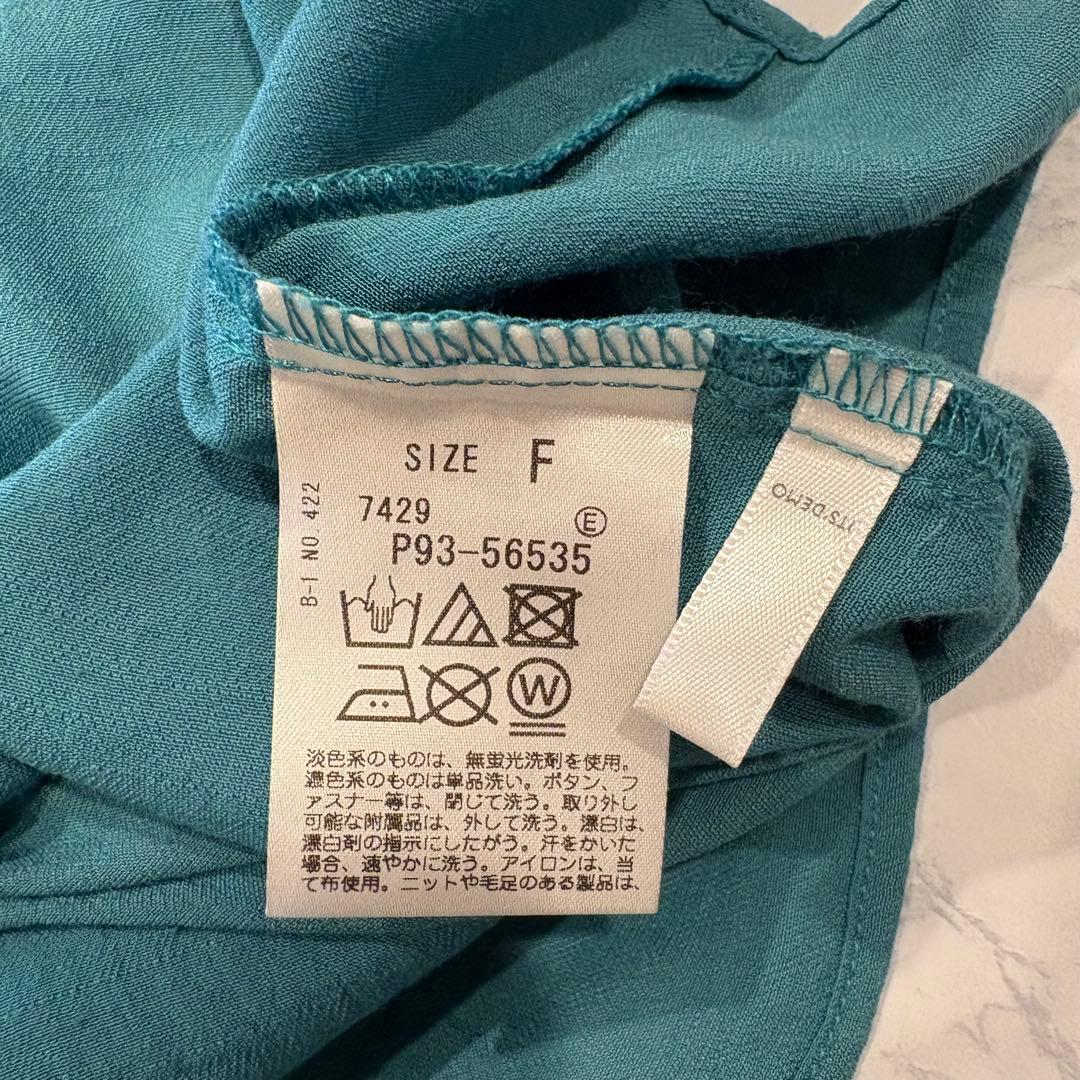 SIZE F
7429
Ⓔ
P93-56535
B-I NO 422
W
淡色系のものは、無蛍光洗剤を使用。
濃色系のものは単品洗い。ボタン、フ
ァスナー等は、閉じて洗う。取り外し
可能な附属品は、外して洗う。漂白は、
漂白剤の指示にしたがう。汗をかいた
場合、速やかに洗う。アイロンは、当
て布使用。ニットや毛足のある製品は、
ITS'DEMO